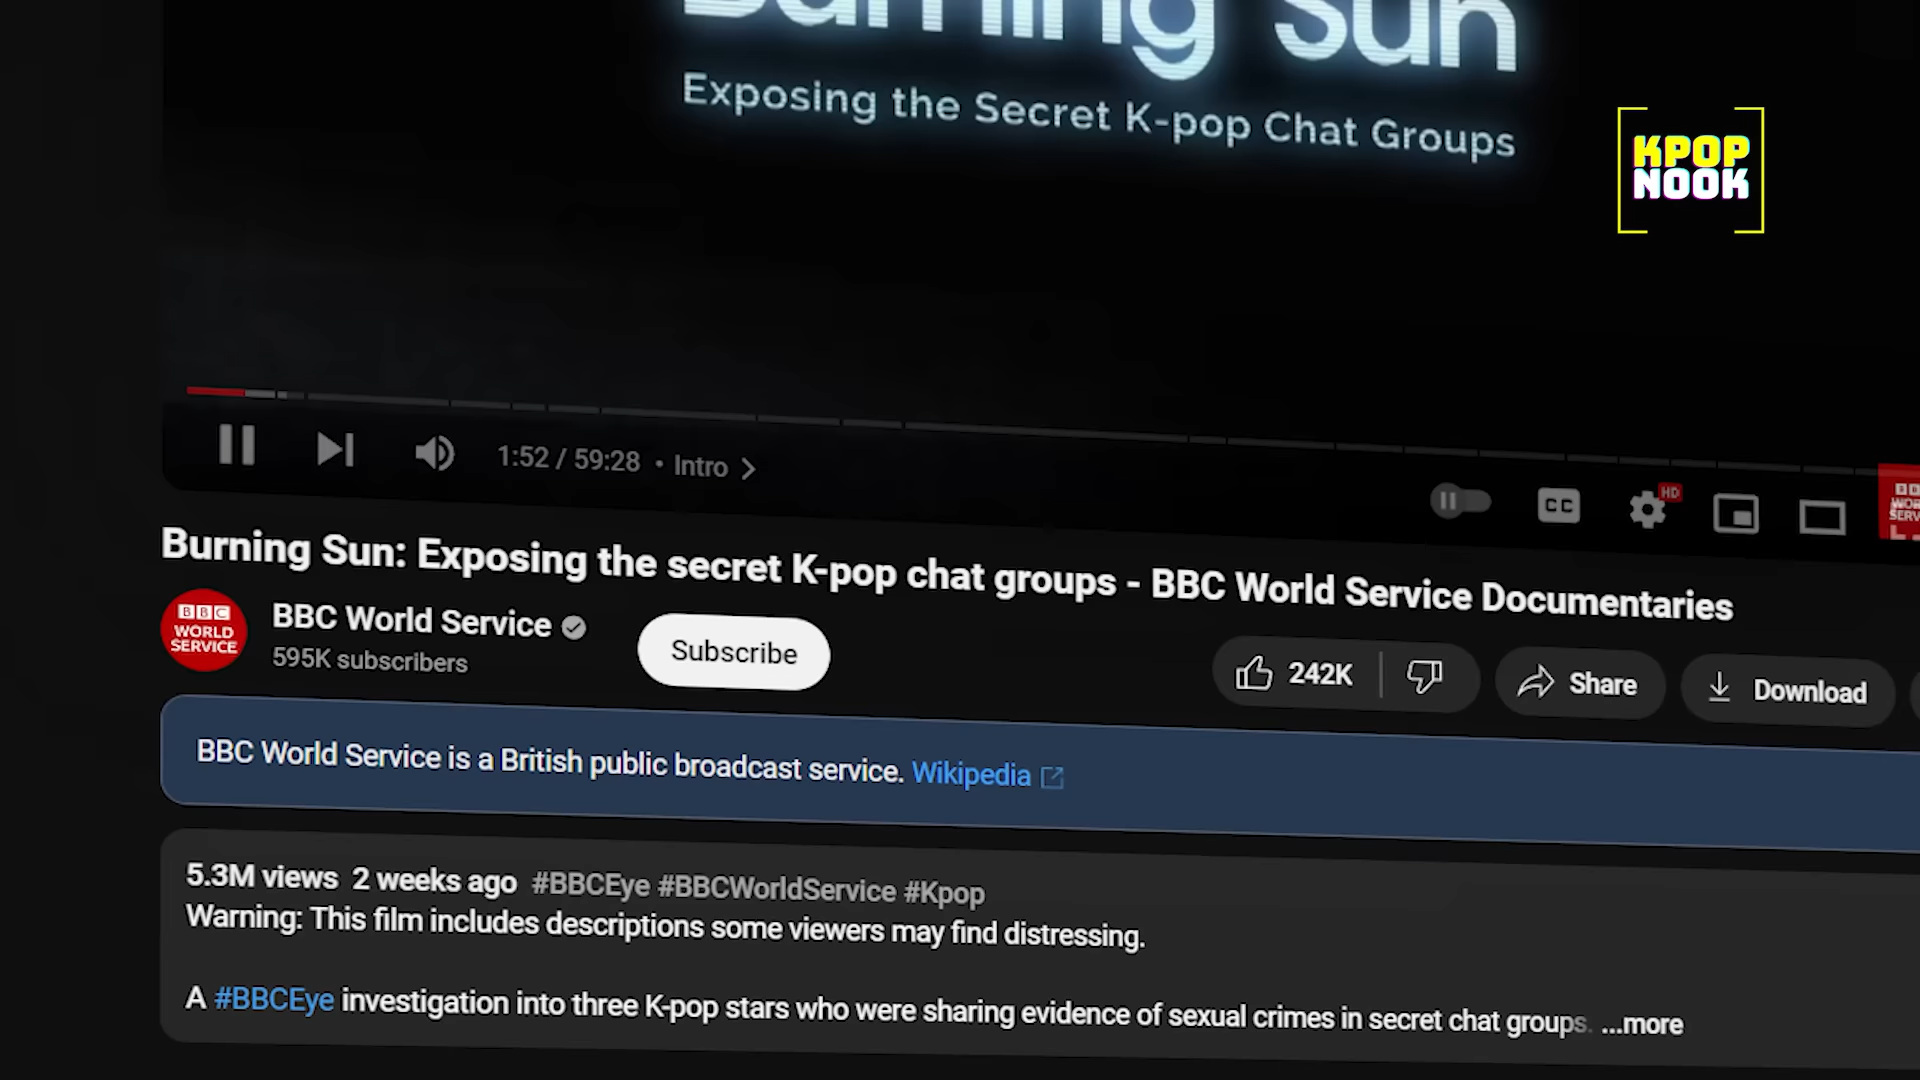 Burning Sun
Exposing the Secret K-pop Chat Groups
KPOP
NOOK
1:52 / 59:28 • Intro
CC
HD
Burning Sun: Exposing the secret K-pop chat groups - BBC World Service Documentaries
BBC
WORLD
SERVICE
BBC World Service
595K subscribers
Subscribe
242K
Share
Download
BBC World Service is a British public broadcast service. Wikipedia
5.3M views 2 weeks ago #BBCEye #BBCWorldService #Kpop
Warning: This film includes descriptions some viewers may find distressing.
A #BBCEye investigation into three K-pop stars who were sharing evidence of sexual crimes in secret chat groups. ...more